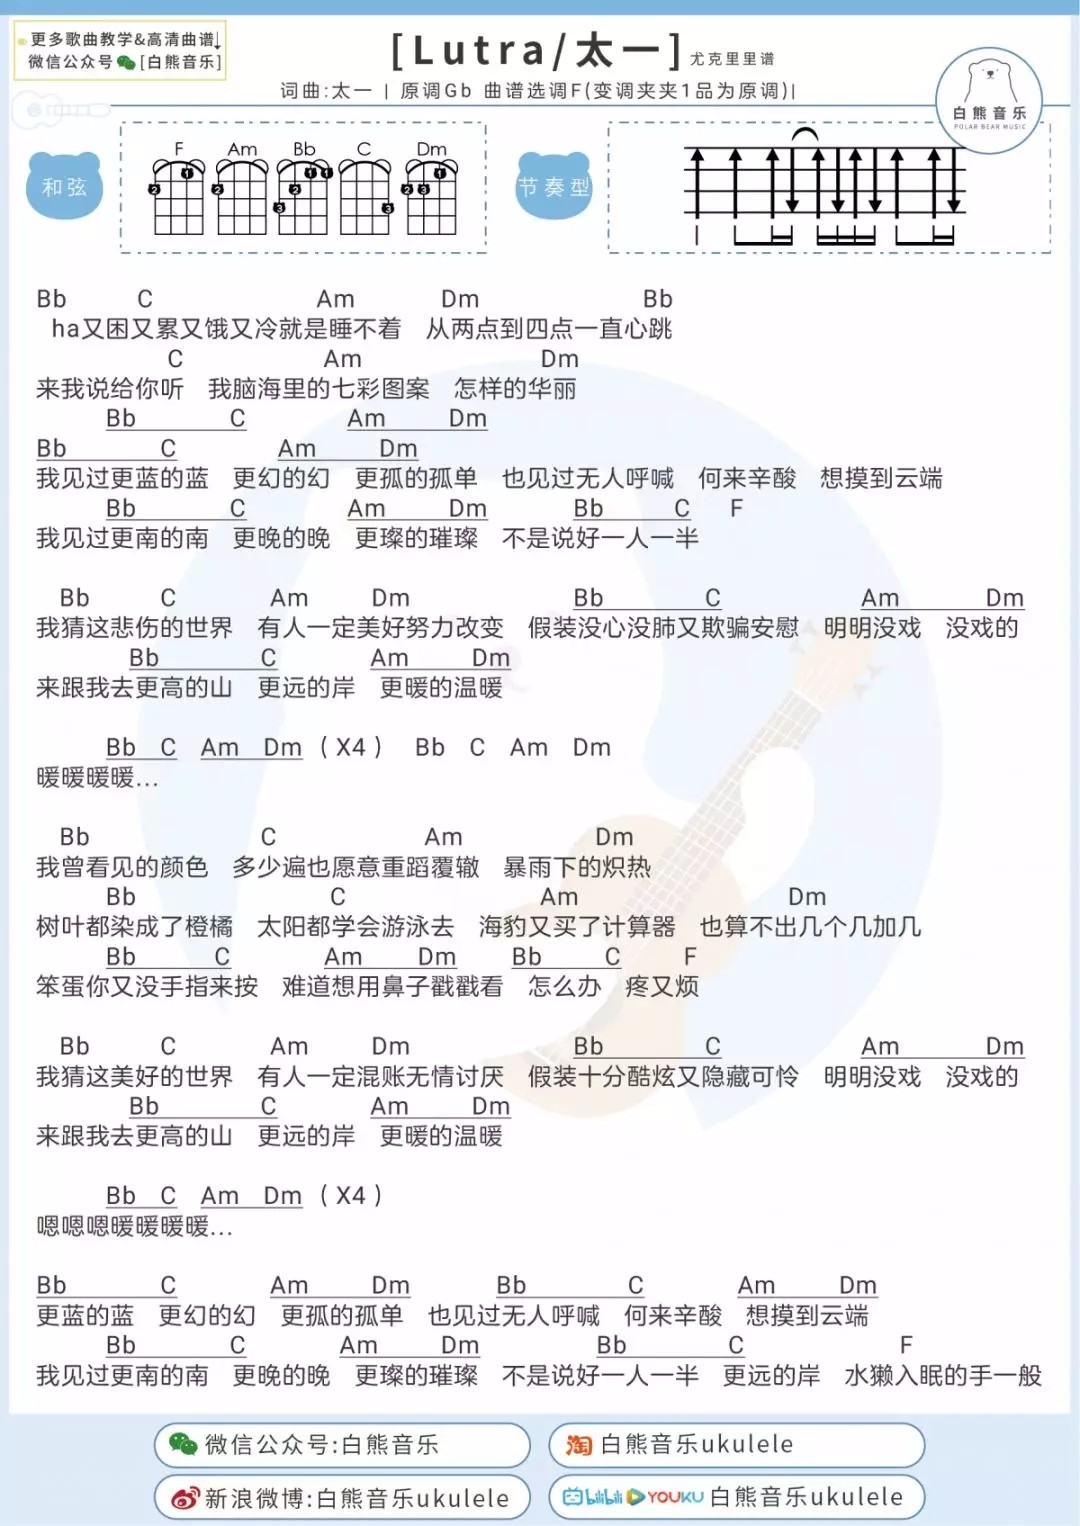 更多歌曲教学&高清曲谱↓
微信公众号 [白熊音乐]
[Lutra/太一] 尤克里里谱
词曲:太一 | 原调Gb 曲谱选调F(变调夹夹1品为原调)|
白熊音乐
POLAR BEAR MUSIC
和弦
F Am Bb C Dm
节奏型
Bb C Am Dm Bb
ha又困又累又饿又冷就是睡不着 从两点到四点一直心跳
C Am Dm
来我说给你听 我脑海里的七彩图案 怎样的华丽
Bb C Am Dm
Bb C Am Dm
我见过更蓝的蓝 更幻的幻 更孤的孤单 也见过无人呼喊 何来辛酸 想摸到云端
Bb C Am Dm Bb C F
我见过更南的南 更晚的晚 更璨的璀璨 不是说好一人一半
Bb C Am Dm Bb C Am Dm
我猜这悲伤的世界 有人一定美好努力改变 假装没心没肺又欺骗安慰 明明没戏 没戏的
Bb C Am Dm
来跟我去更高的山 更远的岸 更暖的温暖
Bb C Am Dm (X4) Bb C Am Dm
暖暖暖暖...
Bb C Am Dm
我曾看见的颜色 多少遍也愿意重蹈覆辙 暴雨下的炽热
Bb C Am Dm
树叶都染成了橙橘 太阳都学会游泳去 海豹又买了计算器 也算不出几个几加几
Bb C Am Dm Bb C F
笨蛋你又没手指来按 难道想用鼻子戳戳看 怎么办 疼又烦
Bb C Am Dm Bb C Am Dm
我猜这美好的世界 有人一定混账无情讨厌 假装十分酷炫又隐藏可怜 明明没戏 没戏的
Bb C Am Dm
来跟我去更高的山 更远的岸 更暖的温暖
Bb C Am Dm (X4)
嗯嗯嗯暖暖暖暖...
Bb C Am Dm Bb C Am Dm
更蓝的蓝 更幻的幻 更孤的孤单 也见过无人呼喊 何来辛酸 想摸到云端
Bb C Am Dm Bb C F
我见过更南的南 更晚的晚 更璨的璀璨 不是说好一人一半 更远的岸 水獭入眠的手一般
微信公众号:白熊音乐
淘 白熊音乐ukulele
新浪微博:白熊音乐ukulele
bilibili YOUKU 白熊音乐ukulele